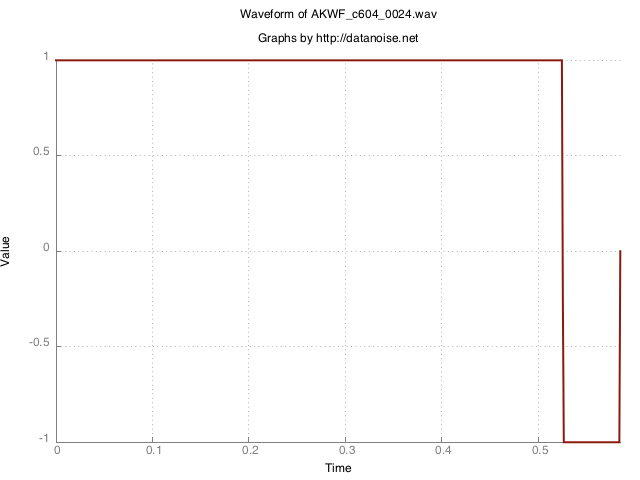 Waveform of AKWF_c604_0024.wav
Graphs by http://datanoise.net
1
0.5
0
-0.5
-1
Value
0 0.1 0.2 0.3 0.4 0.5
Time